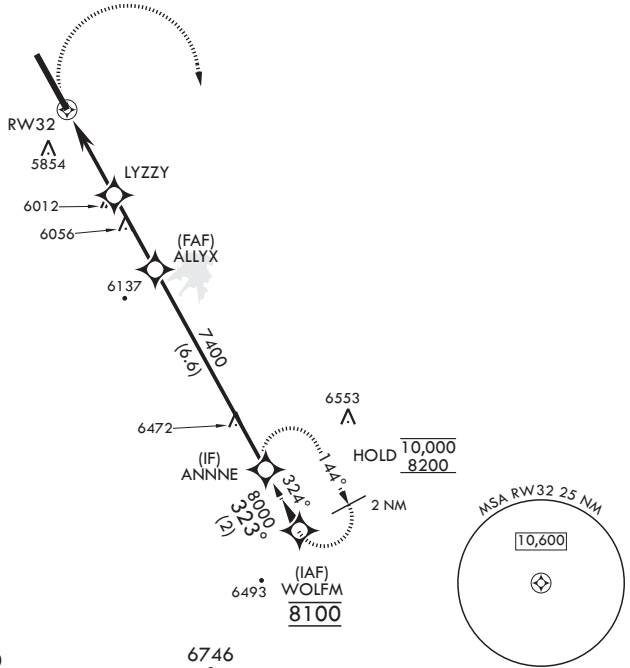 RW32
5854
LYZZY
6012
6056
(FAF)
ALLYX
6137
7400
(6.6)
6553
6472
HOLD 10,000
8200
(IF)
ANNNE
144°
324°
2 NM
8000
323°
(2)
MSA RW32 25 NM
10,600
(IAF)
WOLFM
8100
6493
6746
)